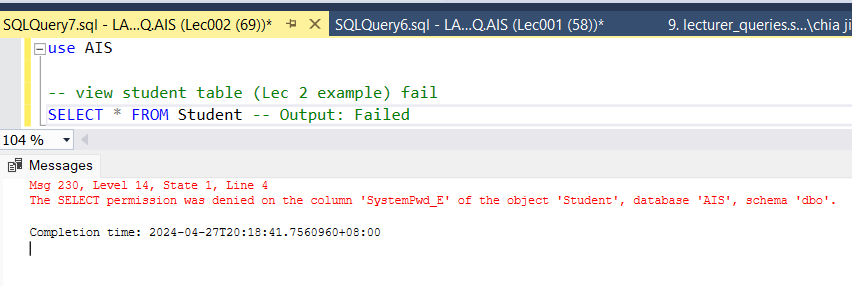 SQLQuery7.sql - LA...Q.AIS (Lec002 (69))* SQLQuery6.sql - LA...Q.AIS (Lec001 (58))* 9. lecturer_queries.s...\chia ji
use AIS
-- view student table (Lec 2 example) fail
SELECT * FROM Student -- Output: Failed
104 %
Messages
Msg 230, Level 14, State 1, Line 4
The SELECT permission was denied on the column 'SystemPwd_E' of the object 'Student', database 'AIS', schema 'dbo'.
Completion time: 2024-04-27T20:18:41.7560960+08:00